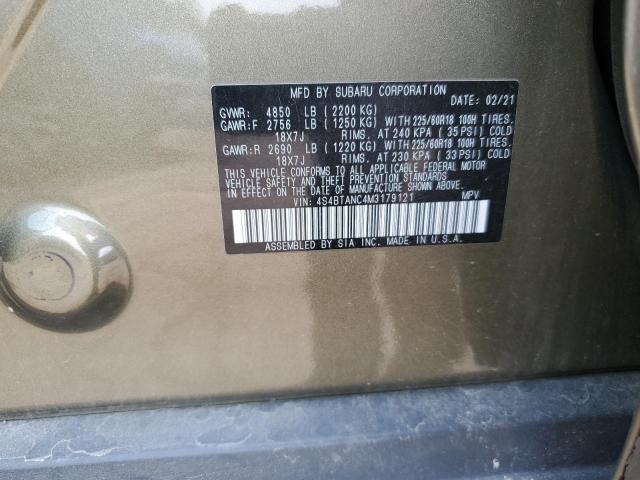 MFD BY SUBARU CORPORATION
DATE: 02/21
GVWR: 4850 LB (2200 KG)
GAWR:F 2756 LB (1250 KG) WITH 225/60R18 100H TIRES.
18X7J RIMS. AT 240 KPA (35 PSI) COLD
GAWR:R 2690 LB (1220 KG) WITH 225/60R18 100H TIRES.
18X7J RIMS. AT 230 KPA (33 PSI) COLD
THIS VEHICLE CONFORMS TO ALL APPLICABLE FEDERAL MOTOR
VEHICLE SAFETY AND THEFT PREVENTION STANDARDS
IN EFFECT ON THE DATE OF MANUFACTURE SHOWN ABOVE.
VIN: 4S4BTANC4M3179121 MPV
ASSEMBLED BY SIA INC. MADE IN U.S.A.